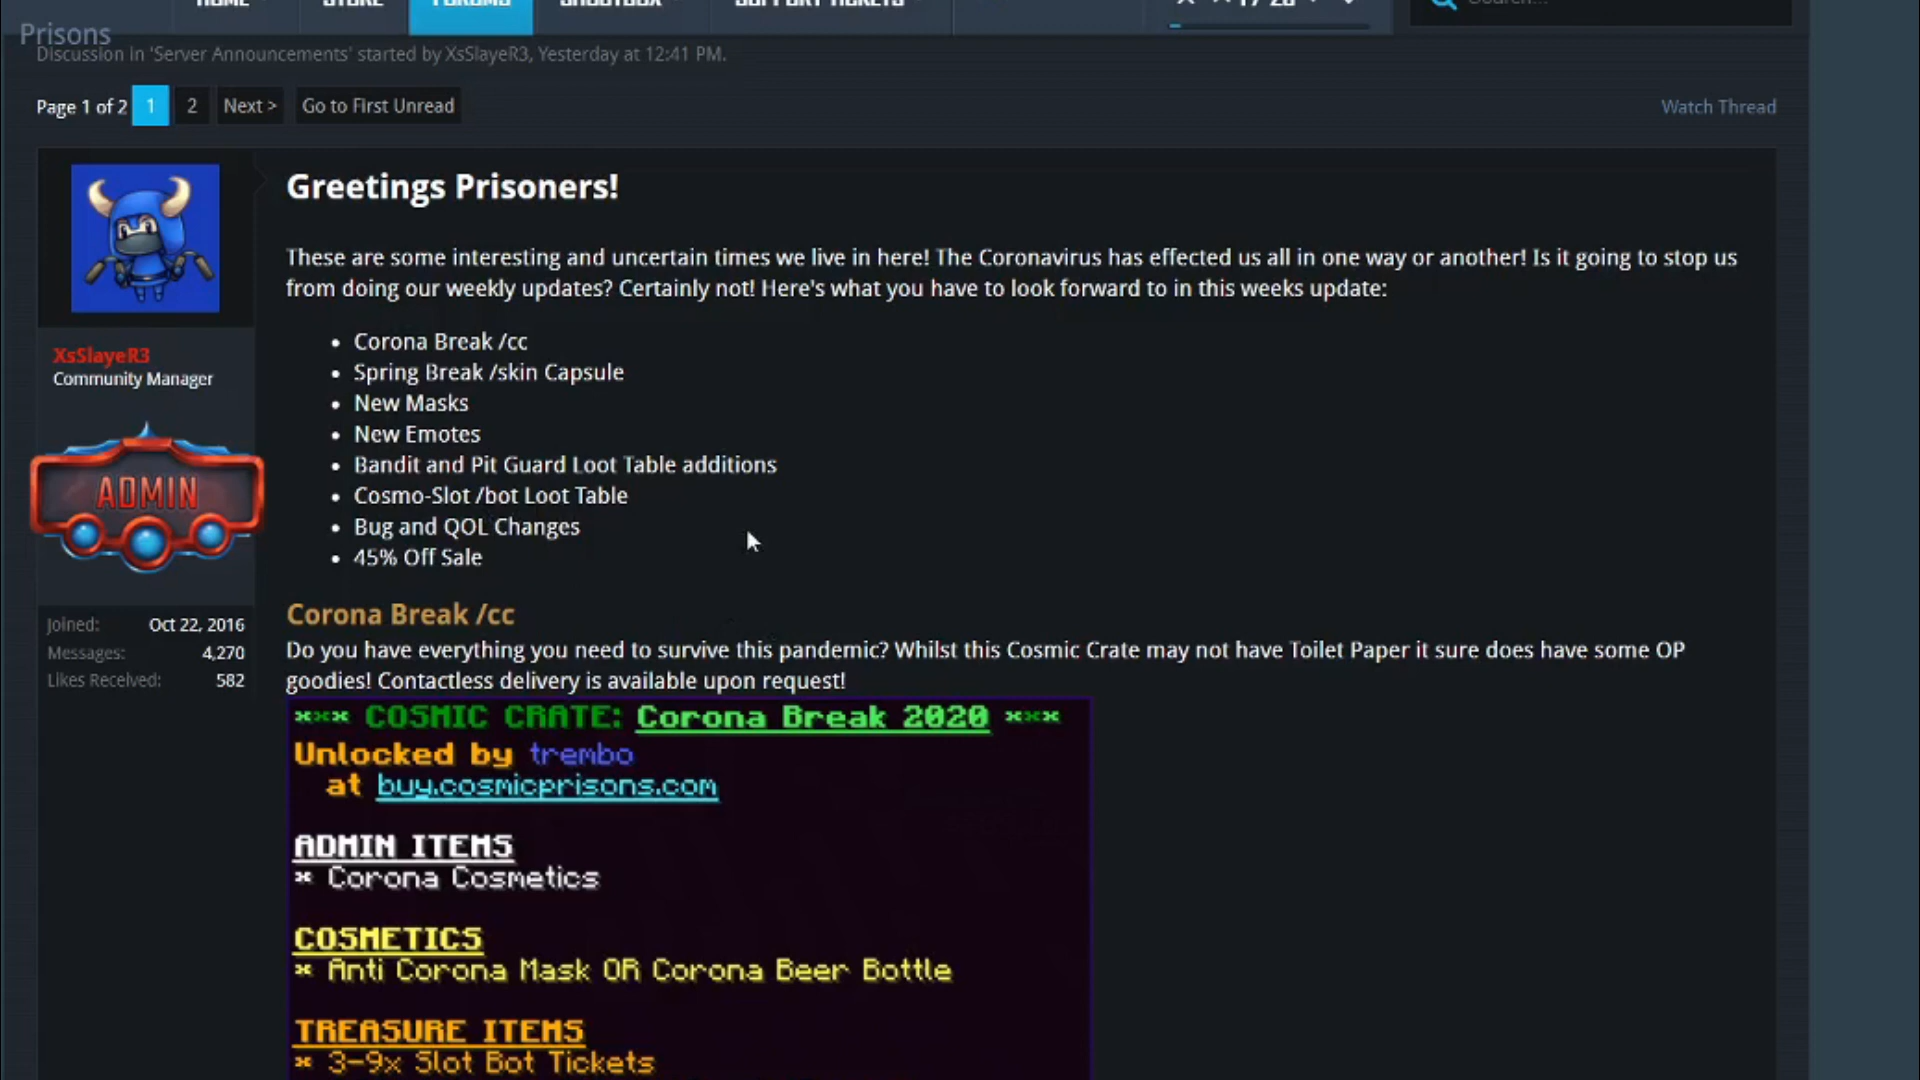 HOME STORE FORUMS SHOUTBOX SUPPORT TICKETS
Search...
Prisons
Discussion in 'Server Announcements' started by XsSlayeR3, Yesterday at 12:41 PM.
Page 1 of 2 1 2 Next > Go to First Unread
Watch Thread
Greetings Prisoners!
These are some interesting and uncertain times we live in here! The Coronavirus has effected us all in one way or another! Is it going to stop us
from doing our weekly updates? Certainly not! Here's what you have to look forward to in this weeks update:
• Corona Break /cc
• Spring Break /skin Capsule
• New Masks
• New Emotes
• Bandit and Pit Guard Loot Table additions
• Cosmo-Slot /bot Loot Table
• Bug and QOL Changes
• 45% Off Sale
XsSlayeR3
Community Manager
ADMIN
Joined: Oct 22, 2016
Messages: 4,270
Likes Received: 582
Corona Break /cc
Do you have everything you need to survive this pandemic? Whilst this Cosmic Crate may not have Toilet Paper it sure does have some OP
goodies! Contactless delivery is available upon request!
*** COSMIC CRATE: Corona Break 2020 ***
Unlocked by trembo
at buy.cosmicprisons.com
ADMIN ITEMS
* Corona Cosmetics
COSMETICS
* Anti Corona Mask OR Corona Beer Bottle
TREASURE ITEMS
* 3-9x Slot Bot Tickets